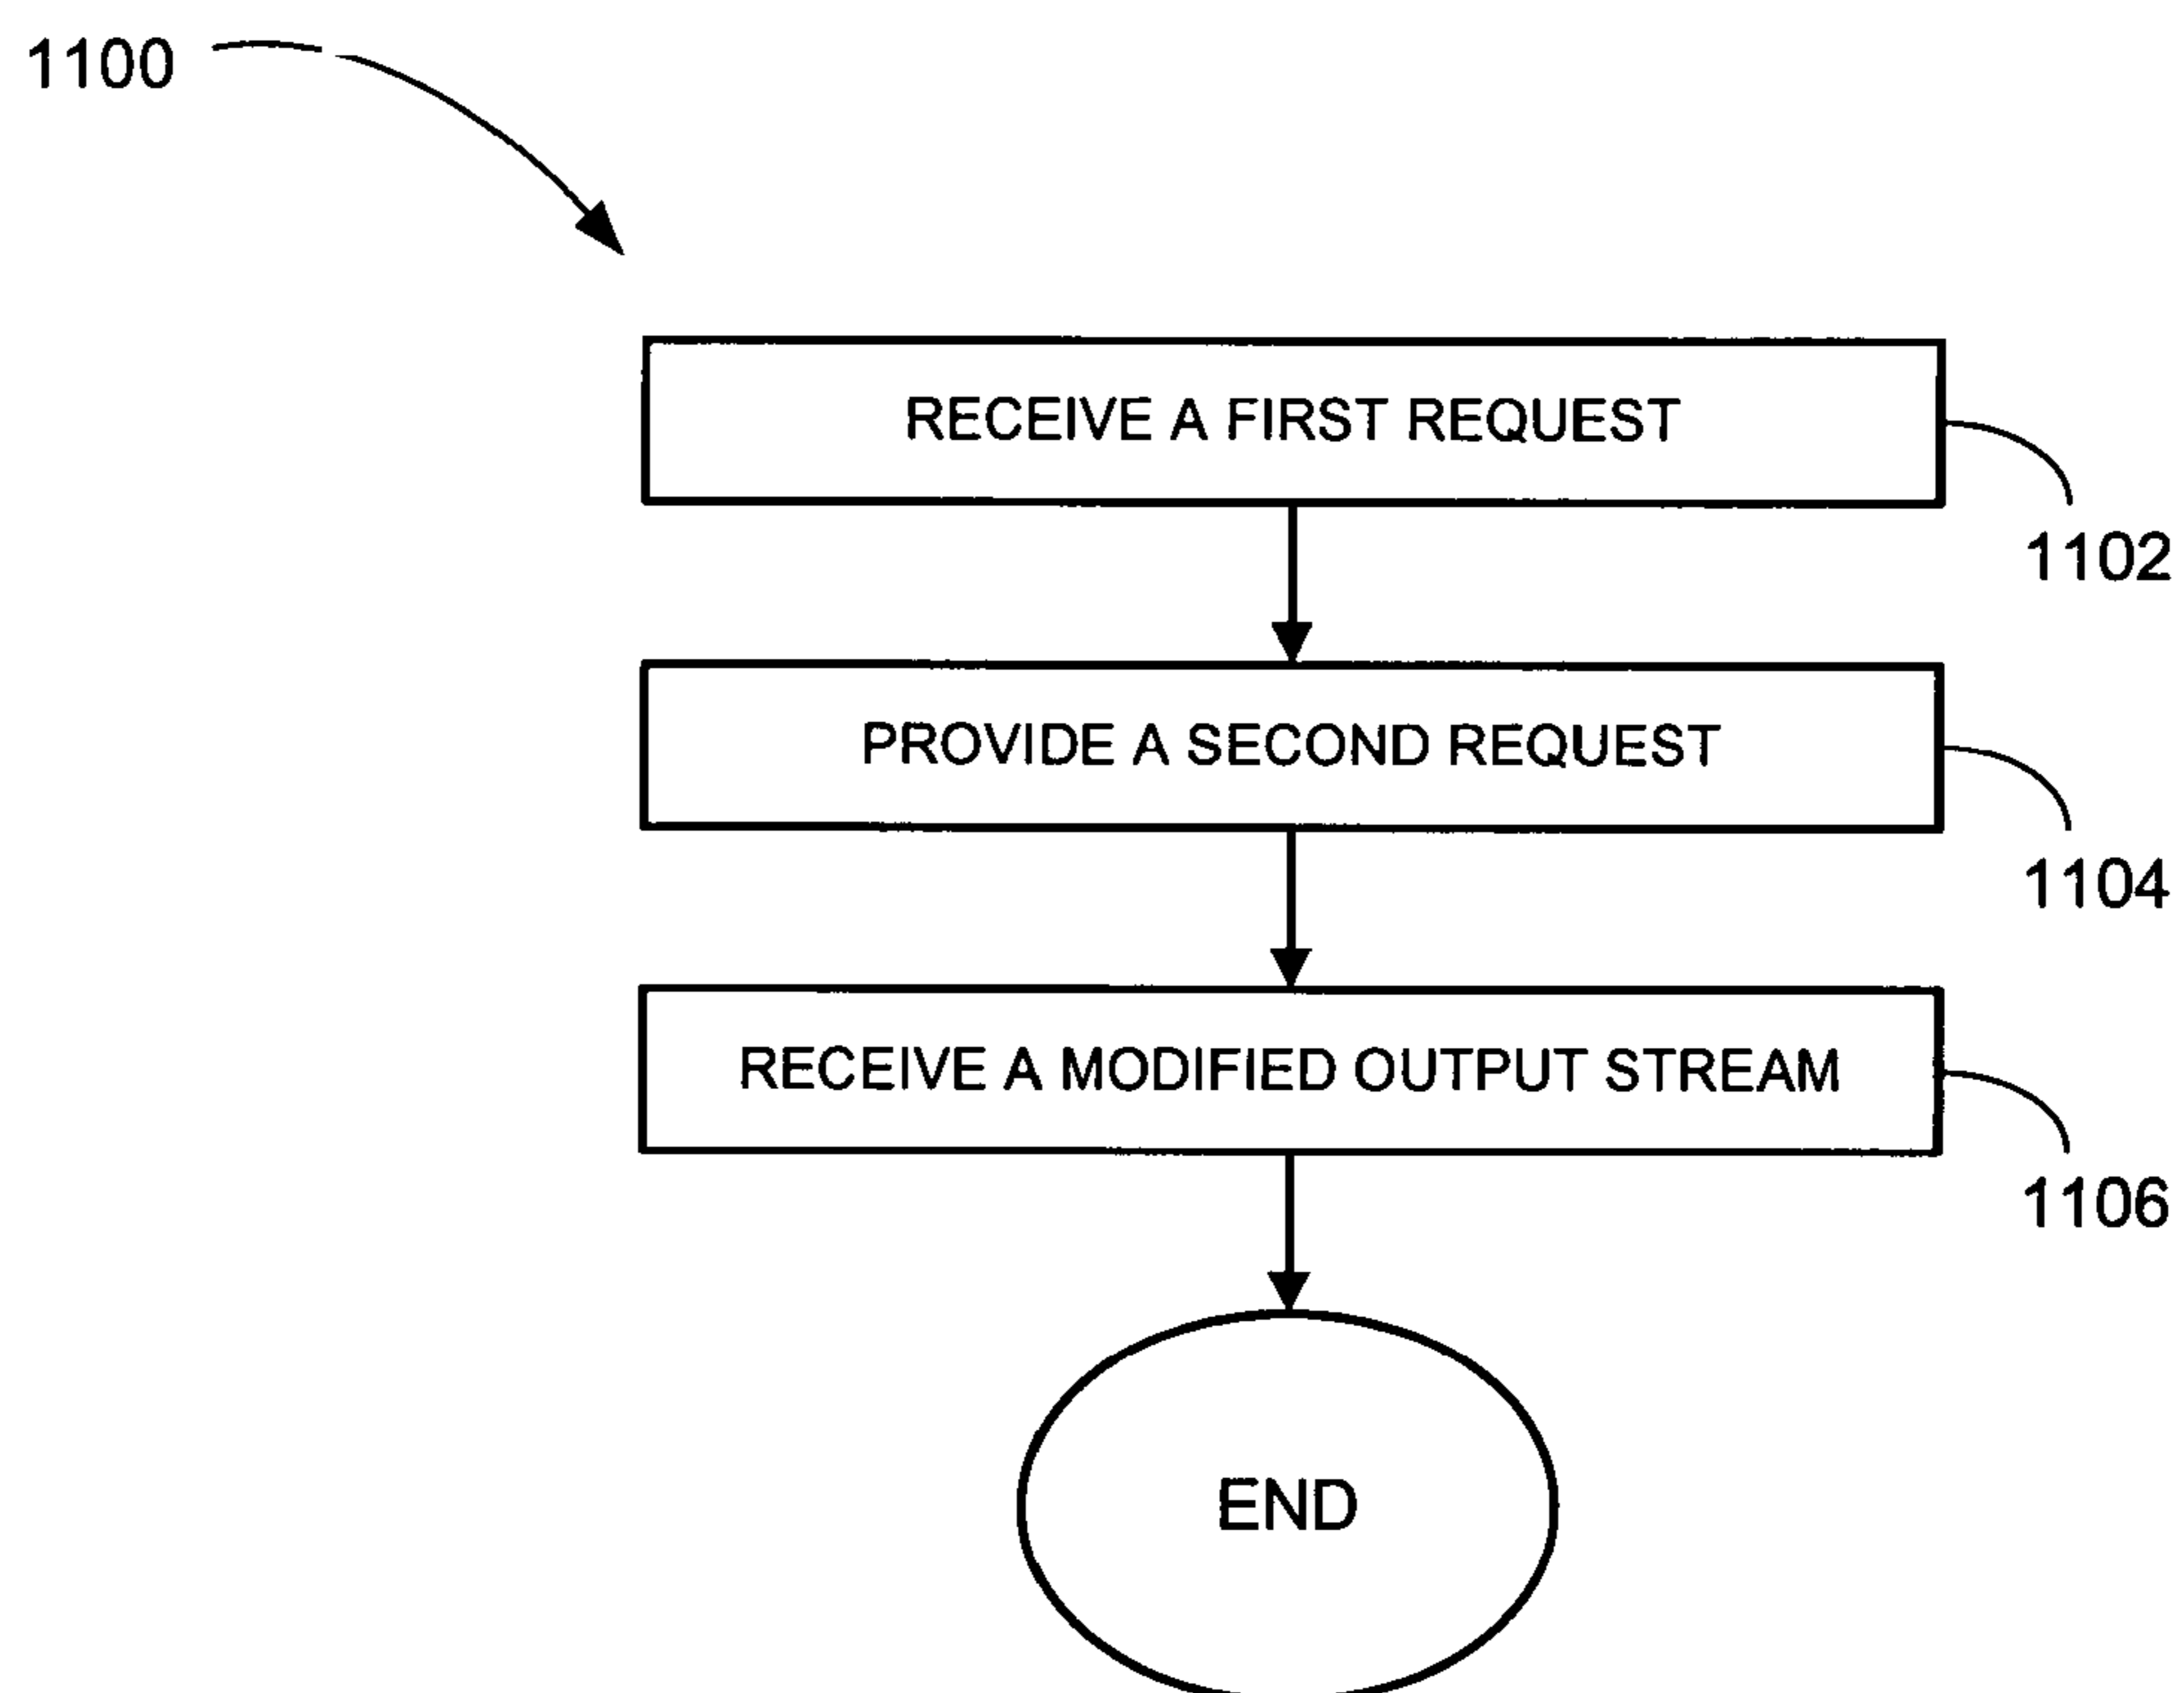 1100
RECEIVE A FIRST REQUEST
1102
PROVIDE A SECOND REQUEST
1104
RECEIVE A MODIFIED OUTPUT STREAM
1106
END